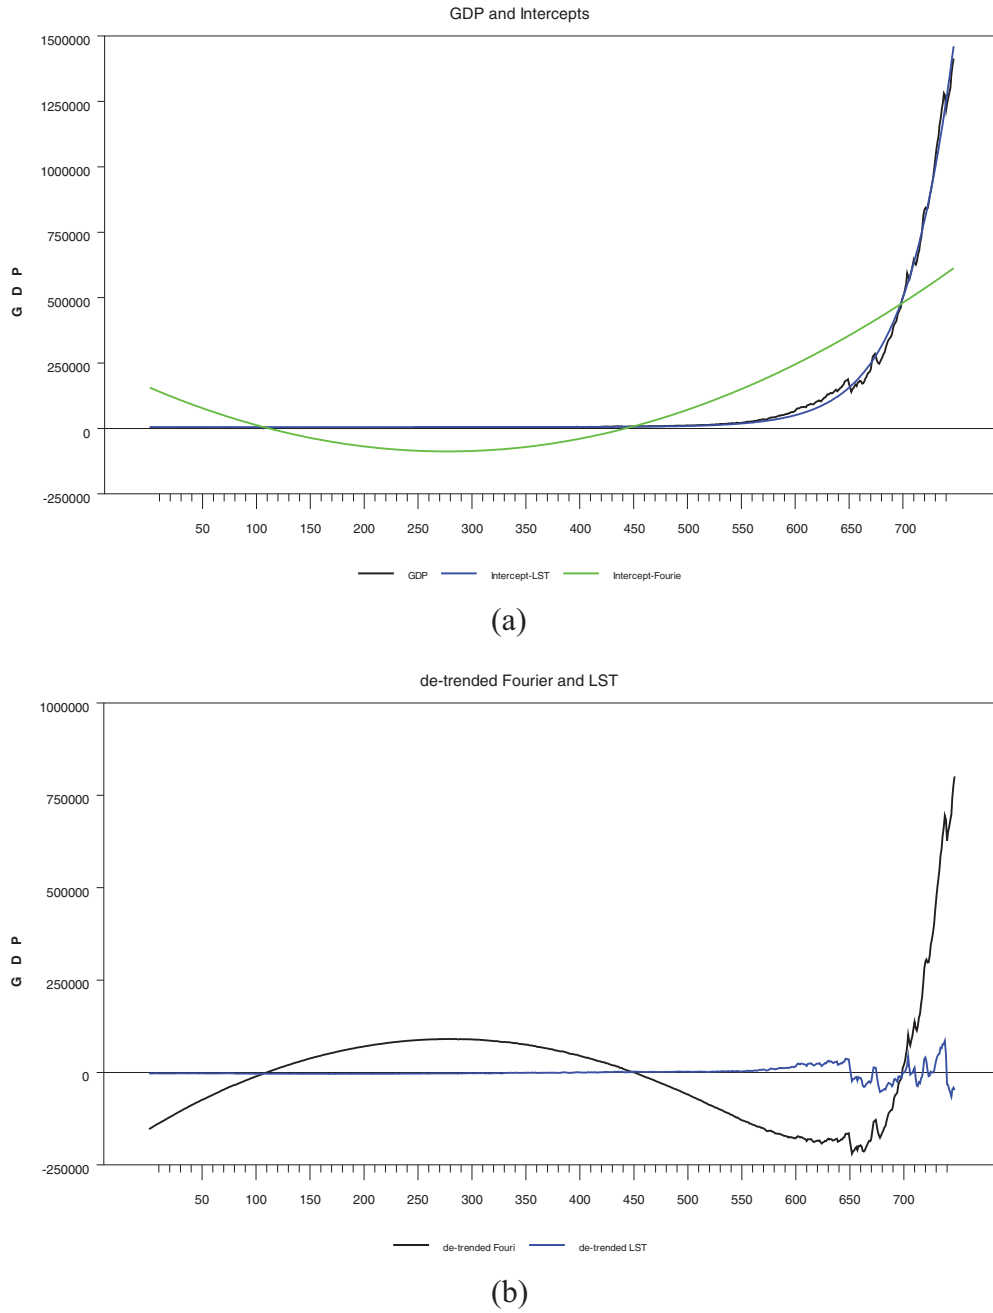 GDP and Intercepts
1500000
1250000
1000000
750000
500000
250000
0
-250000
G D P
50 100 150 200 250 300 350 400 450 500 550 600 650 700
GDP Intercept-LST Intercept-Fourie
(a)
de-trended Fourier and LST
1000000
750000
500000
250000
0
-250000
G D P
50 100 150 200 250 300 350 400 450 500 550 600 650 700
de-trended Fouri de-trended LST
(b)